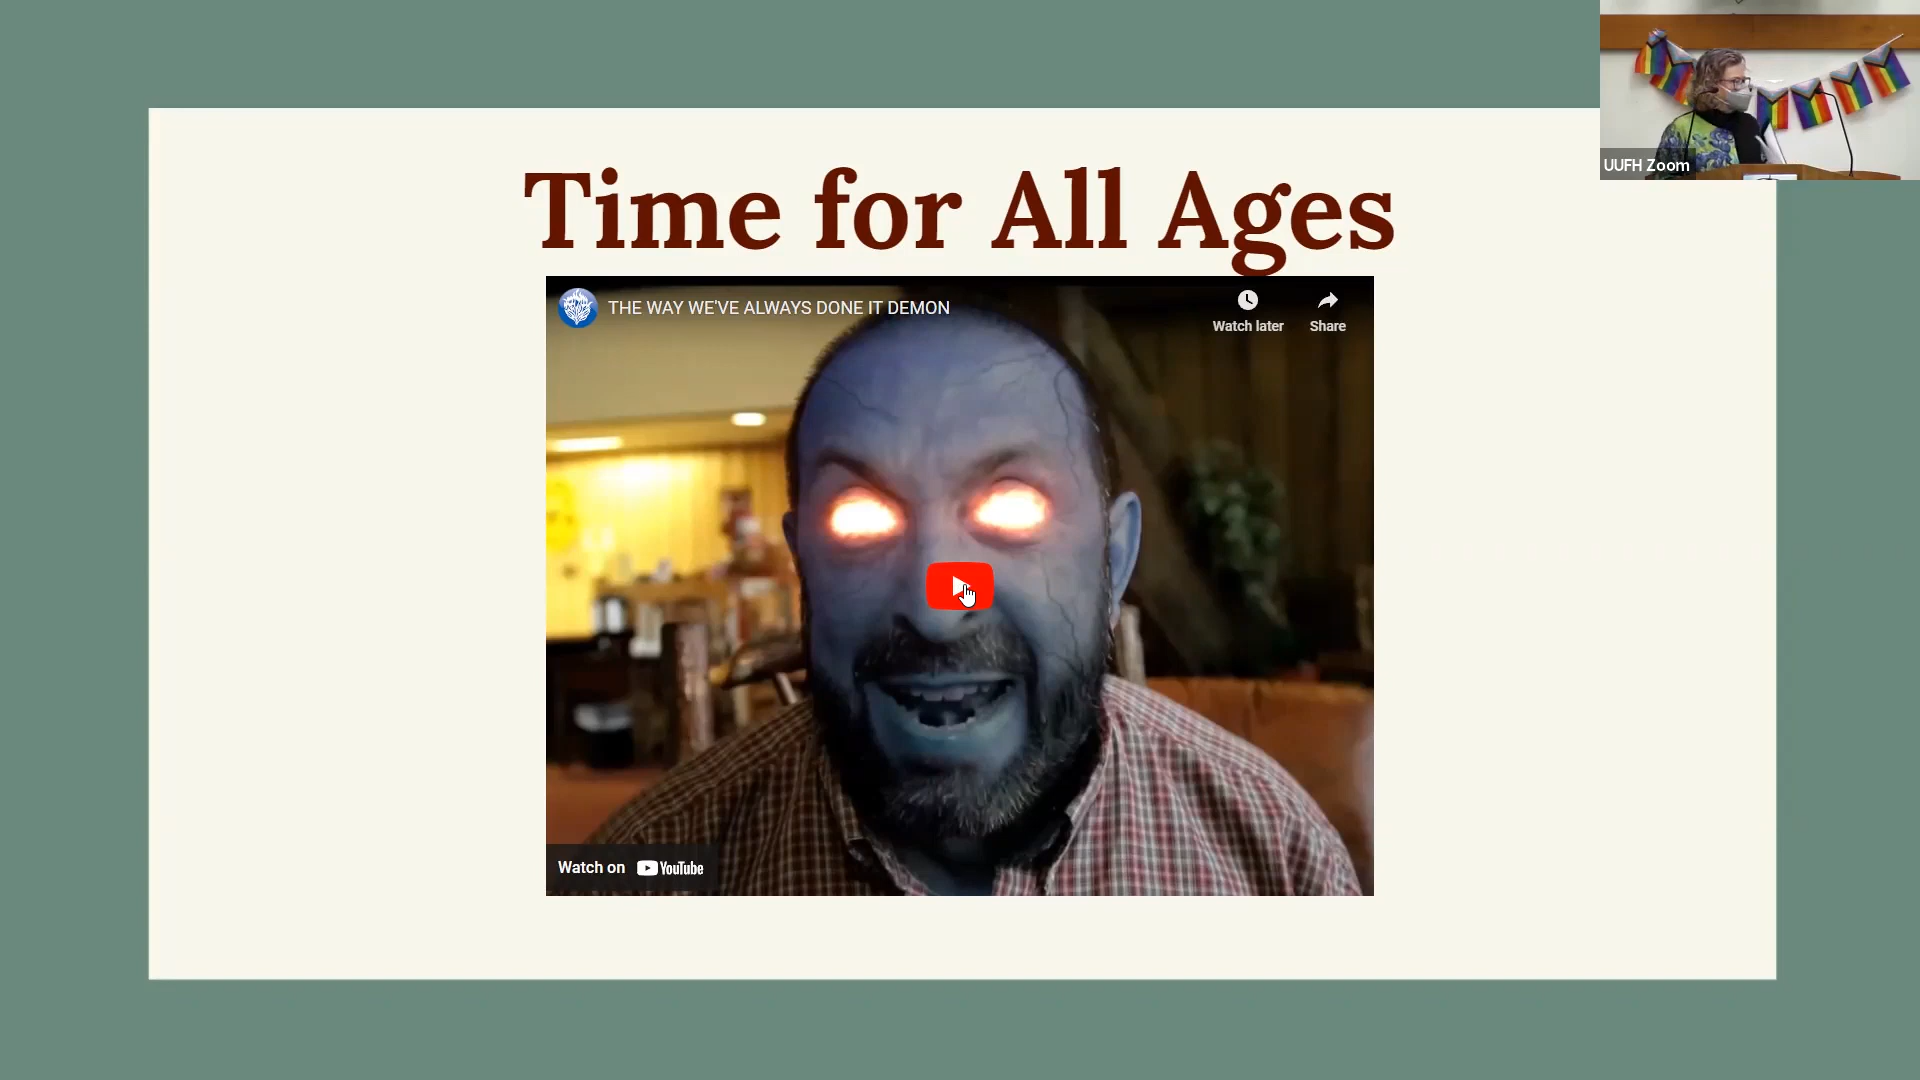 Time for All Ages
THE WAY WE'VE ALWAYS DONE IT DEMON
Watch later
Share
Watch on YouTube
UUFH Zoom